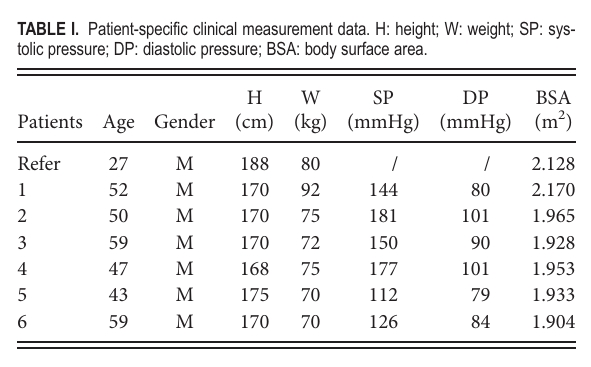 TABLE I. Patient-specific clinical measurement data. H: height; W: weight; SP: sys-
tolic pressure; DP: diastolic pressure; BSA: body surface area.
H W SP DP BSA
Patients Age Gender (cm) (kg) (mmHg) (mmHg) (m²)
Refer 27 M 188 80 / / 2.128
1 52 M 170 92 144 80 2.170
2 50 M 170 75 181 101 1.965
3 59 M 170 72 150 90 1.928
4 47 M 168 75 177 101 1.953
5 43 M 175 70 112 79 1.933
6 59 M 170 70 126 84 1.904